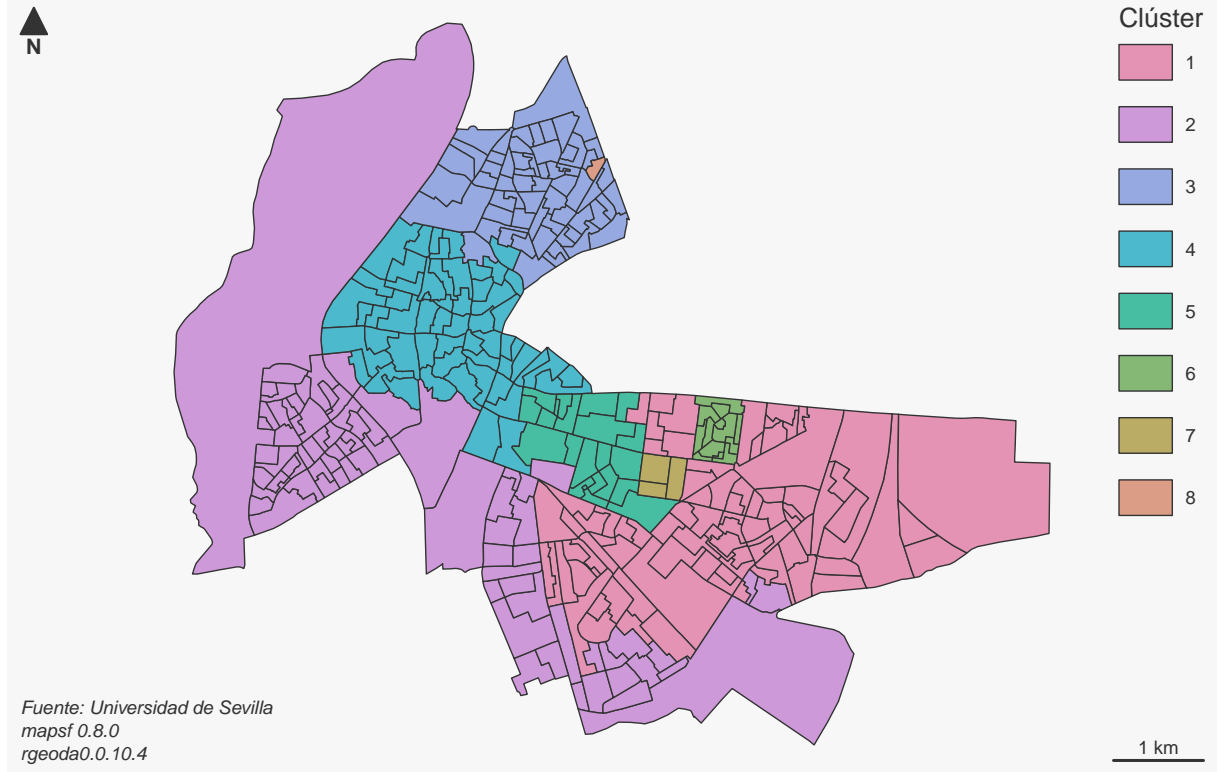 N
Clúster
1
2
3
4
5
6
7
8
Fuente: Universidad de Sevilla
mapsf 0.8.0
rgeoda0.0.10.4
1 km